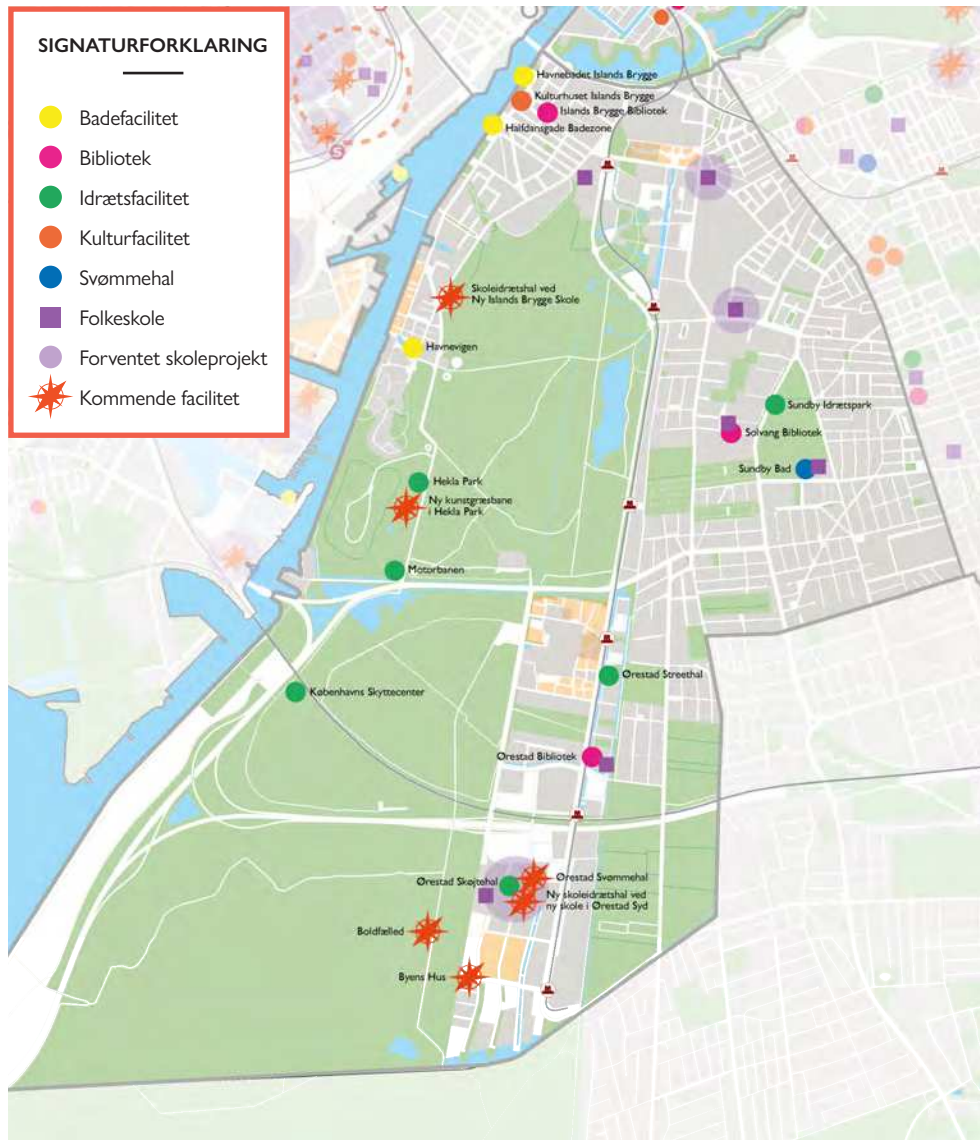 SIGNATURFORKLARING
Badefacilitet
Bibliotek
Idrætsfacilitet
Kulturfacilitet
Svømmehal
Folkeskole
Forventet skoleprojekt
Kommende facilitet
Havnebadet Islands Brygge
Kulturhuset Islands Brygge
Islands Brygge Bibliotek
Halfdansgade Badezone
S
Skoleidrætshal ved
Ny Islands Brygge Skole
Havnevigen
Sundby Idrætspark
Solvang Bibliotek
Sundby Bad
Hekla Park
Ny kunstgræsbane
i Hekla Park
Motorbanen
Ørestad Streethal
Københavns Skyttecenter
Ørestad Bibliotek
Ørestad Skøjtehal
Ørestad Svømmehal
Ny skoleidrætshal ved
ny skole i Ørestad Syd
Boldfælled
Byens Hus